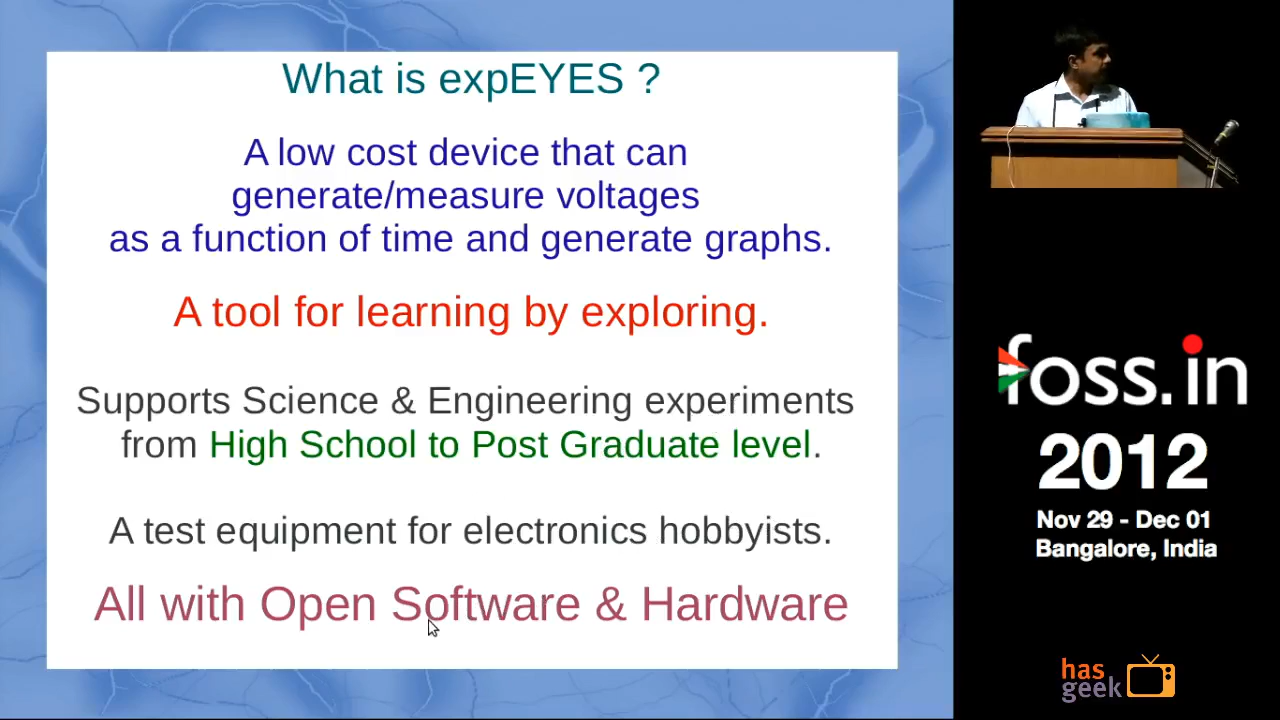 What is expEYES ?
A low cost device that can
generate/measure voltages
as a function of time and generate graphs.
A tool for learning by exploring.
Supports Science & Engineering experiments
from High School to Post Graduate level.
A test equipment for electronics hobbyists.
All with Open Software & Hardware
foss.in
2012
Nov 29 - Dec 01
Bangalore, India
has
geek